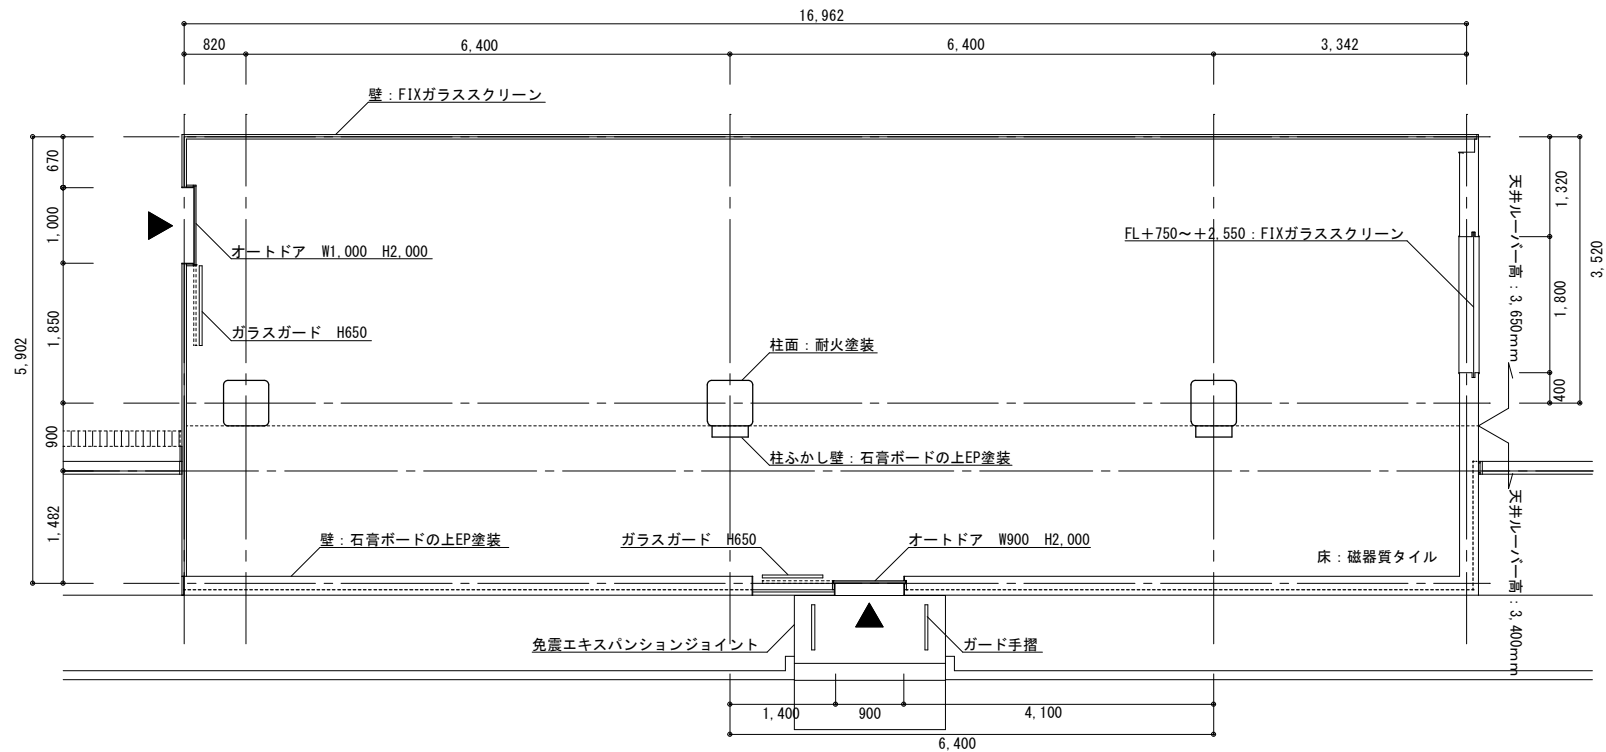 16,962
820
6,400
6,400
3,342
壁：FIXガラススクリーン
670
1,000
1,850
900
1,482
5,902
オートドア　W1,000　H2,000
ガラスガード　H650
FL＋750～＋2,550：FIXガラススクリーン
天井ルーバー高：3,650mm
1,320
1,800
400
3,520
柱面：耐火塗装
柱ふかし壁：石膏ボードの上EP塗装
壁：石膏ボードの上EP塗装
ガラスガード　H650
オートドア　W900　H2,000
床：磁器質タイル
天井ルーバー高：3,400mm
免震エキスパンションジョイント
ガード手摺
1,400
900
4,100
6,400